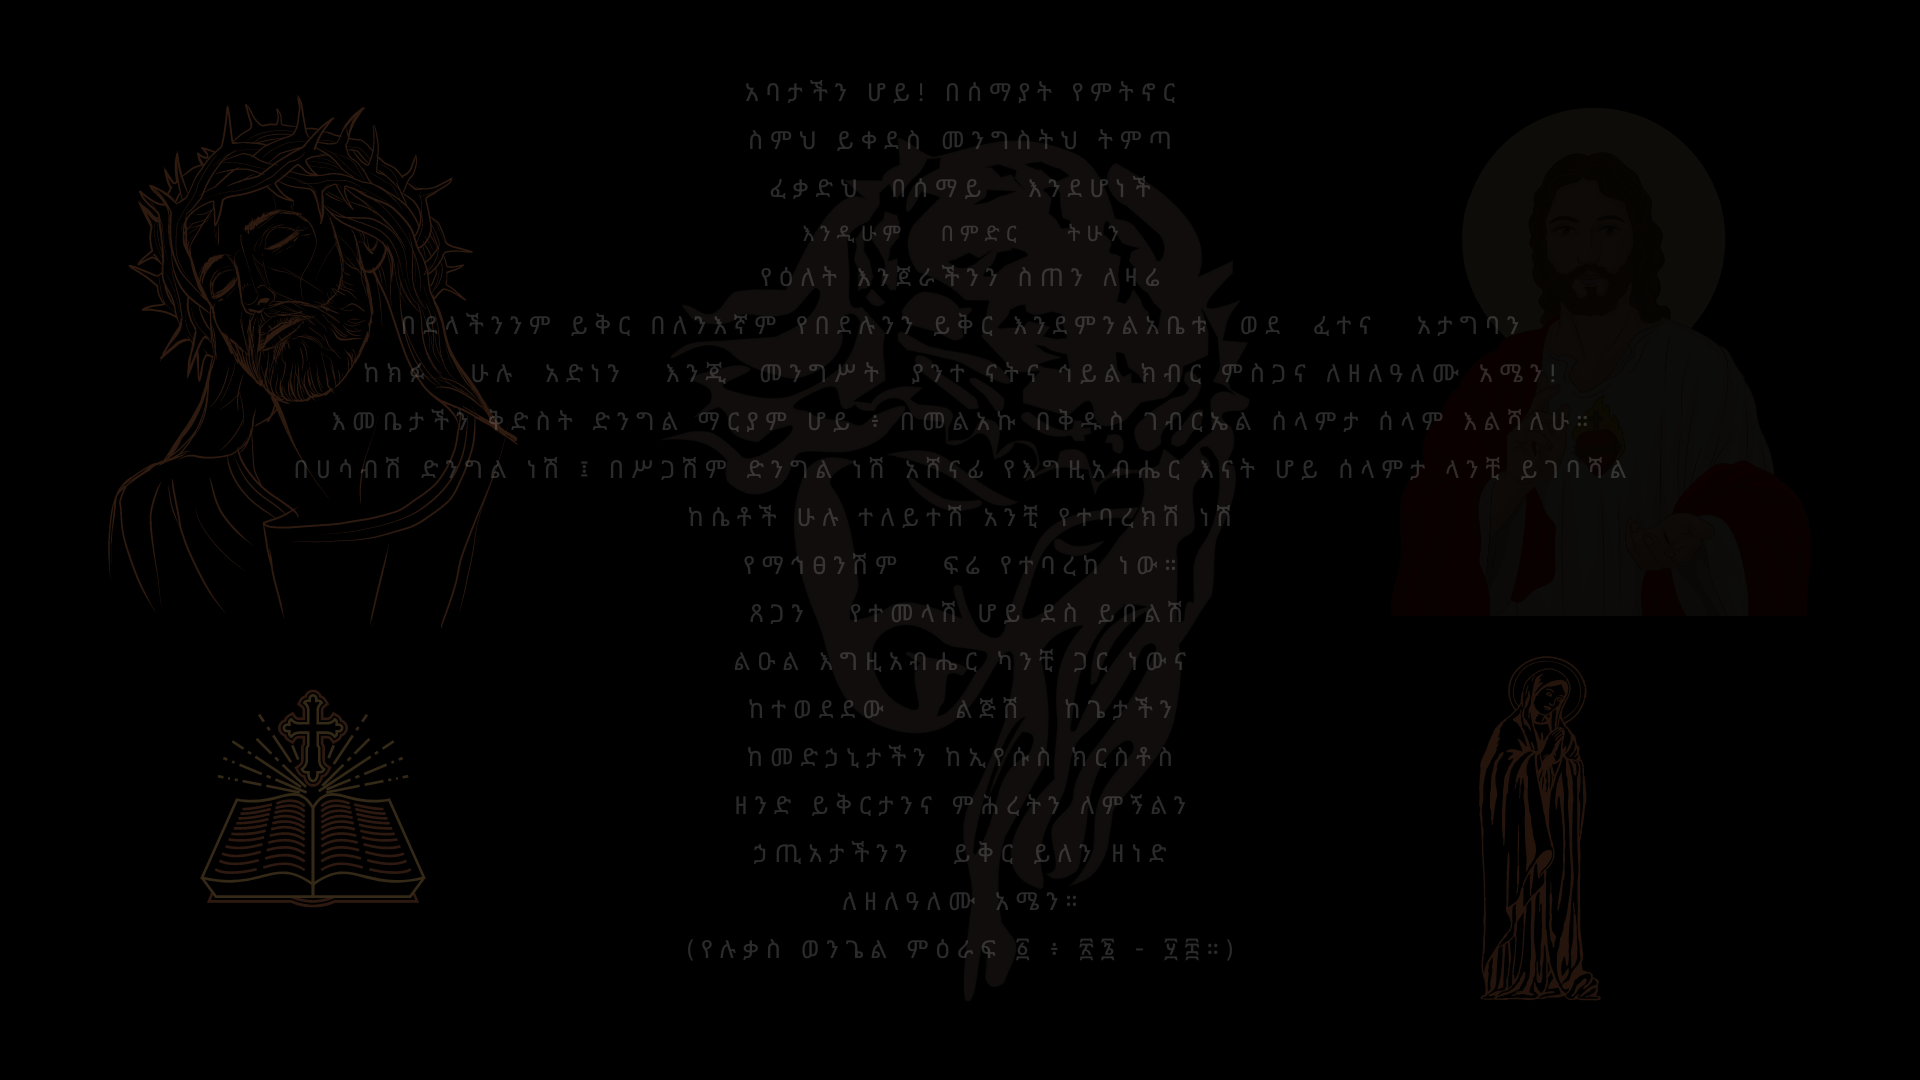 አባታችን ሆይ! በሰማያት የምትኖር
ስምህ ይቀደስ መንግስትህ ትምጣ
ፈቃድህ በሰማይ እንደሆነች
እንዲሁም በምድር ትሁን
የዕለት እንጀራችንን ስጠን ለዛሬ
በደላችንንም ይቅር በለንእኛም የበደሉንን ይቅር እንደምንልአቤቱ ወደ ፈተና አታግባን
ከክፉ ሁሉ አድነን እንጂ መንግሥት ያንተ ናትና ኅይል ክብር ምስጋና ለዘለዓለሙ አሜን!
እመቤታችን ቅድስት ድንግል ማርያም ሆይ ፥ በመልአኩ በቅዱስ ገብርኤል ሰላምታ ሰላም እልሻለሁ።
በሀሳብሽ ድንግል ነሽ ፤ በሥጋሽም ድንግል ነሽ አሸናፊ የእግዚአብሔር እናት ሆይ ሰላምታ ላንቺ ይገባሻል
ከሴቶች ሁሉ ተለይተሽ አንቺ የተባረክሽ ነሽ
የማኅፀንሽም ፍሬ የተባረከ ነው።
ጸጋን የተመላሽ ሆይ ደስ ይበልሽ
ልዑል እግዚአብሔር ካንቺ ጋር ነውና
ከተወደደው ልጅሽ ከጌታችን
ከመድኃኒታችን ከኢየሱስ ክርስቶስ
ዘንድ ይቅርታንና ምሕረትን ለምኝልን
ኃጢአታችንን ይቅር ይለን ዘነድ
ለዘለዓለሙ አሜን።
(የሉቃስ ወንጌል ምዕራፍ ፩ ፥ ፳፮ - ፶፰።)